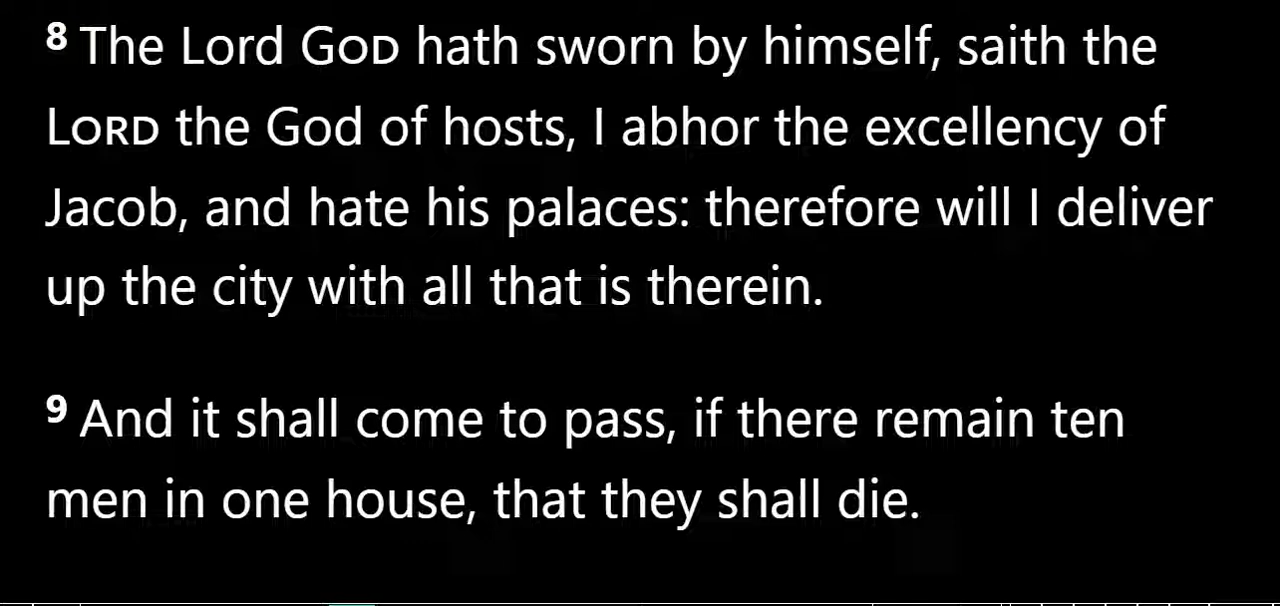 8 The Lord GOD hath sworn by himself, saith the
LORD the God of hosts, I abhor the excellency of
Jacob, and hate his palaces: therefore will I deliver
up the city with all that is therein.
9 And it shall come to pass, if there remain ten
men in one house, that they shall die.